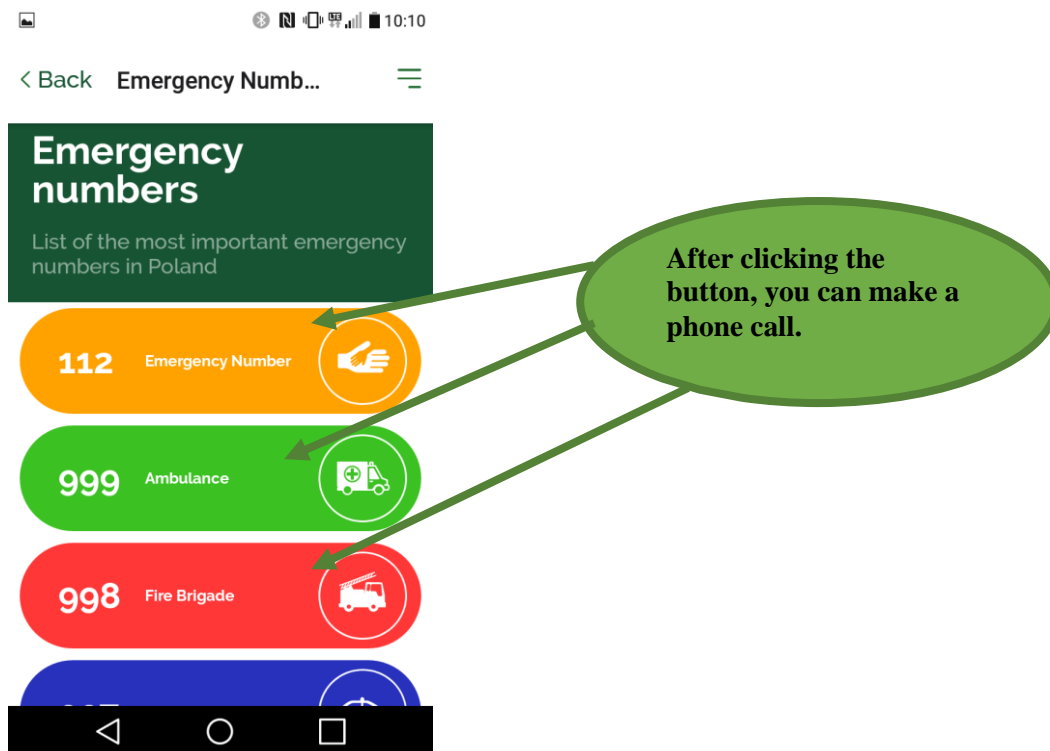 10:10
< Back Emergency Numb...
Emergency
numbers
List of the most important emergency
numbers in Poland
112 Emergency Number
999 Ambulance
998 Fire Brigade
After clicking the
button, you can make a
phone call.